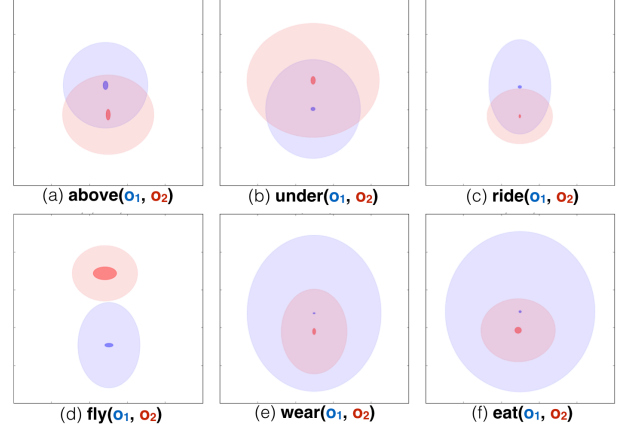 (a) above(o₁, o₂)
(b) under(o₁, o₂)
(c) ride(o₁, o₂)
(d) fly(o₁, o₂)
(e) wear(o₁, o₂)
(f) eat(o₁, o₂)